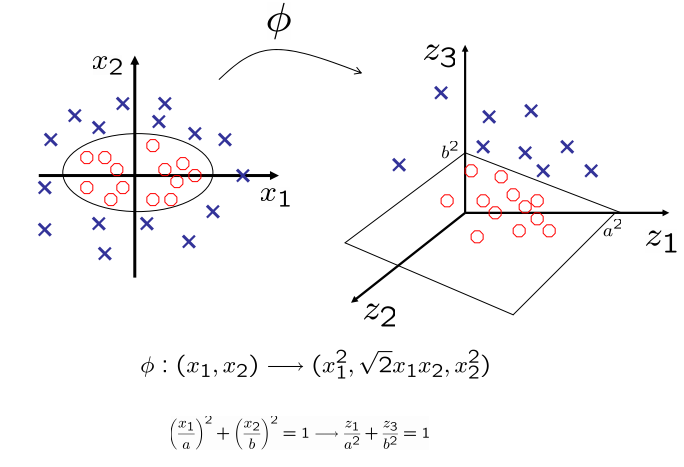 ϕ
x₂
x₁
z₃
b²
a²
z₁
z₂
ϕ : (x₁, x₂) ⟶ (x₁², √2x₁x₂, x₂²)
(x₁/a)² + (x₂/b)² = 1 ⟶ z₁/a² + z₃/b² = 1